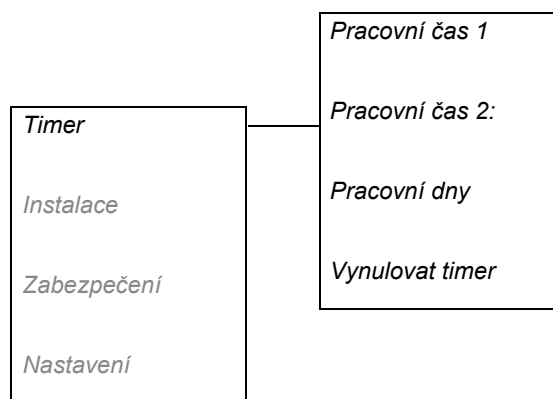 Timer
Instalace
Zabezpečení
Nastavení
Pracovní čas 1
Pracovní čas 2:
Pracovní dny
Vynulovat timer